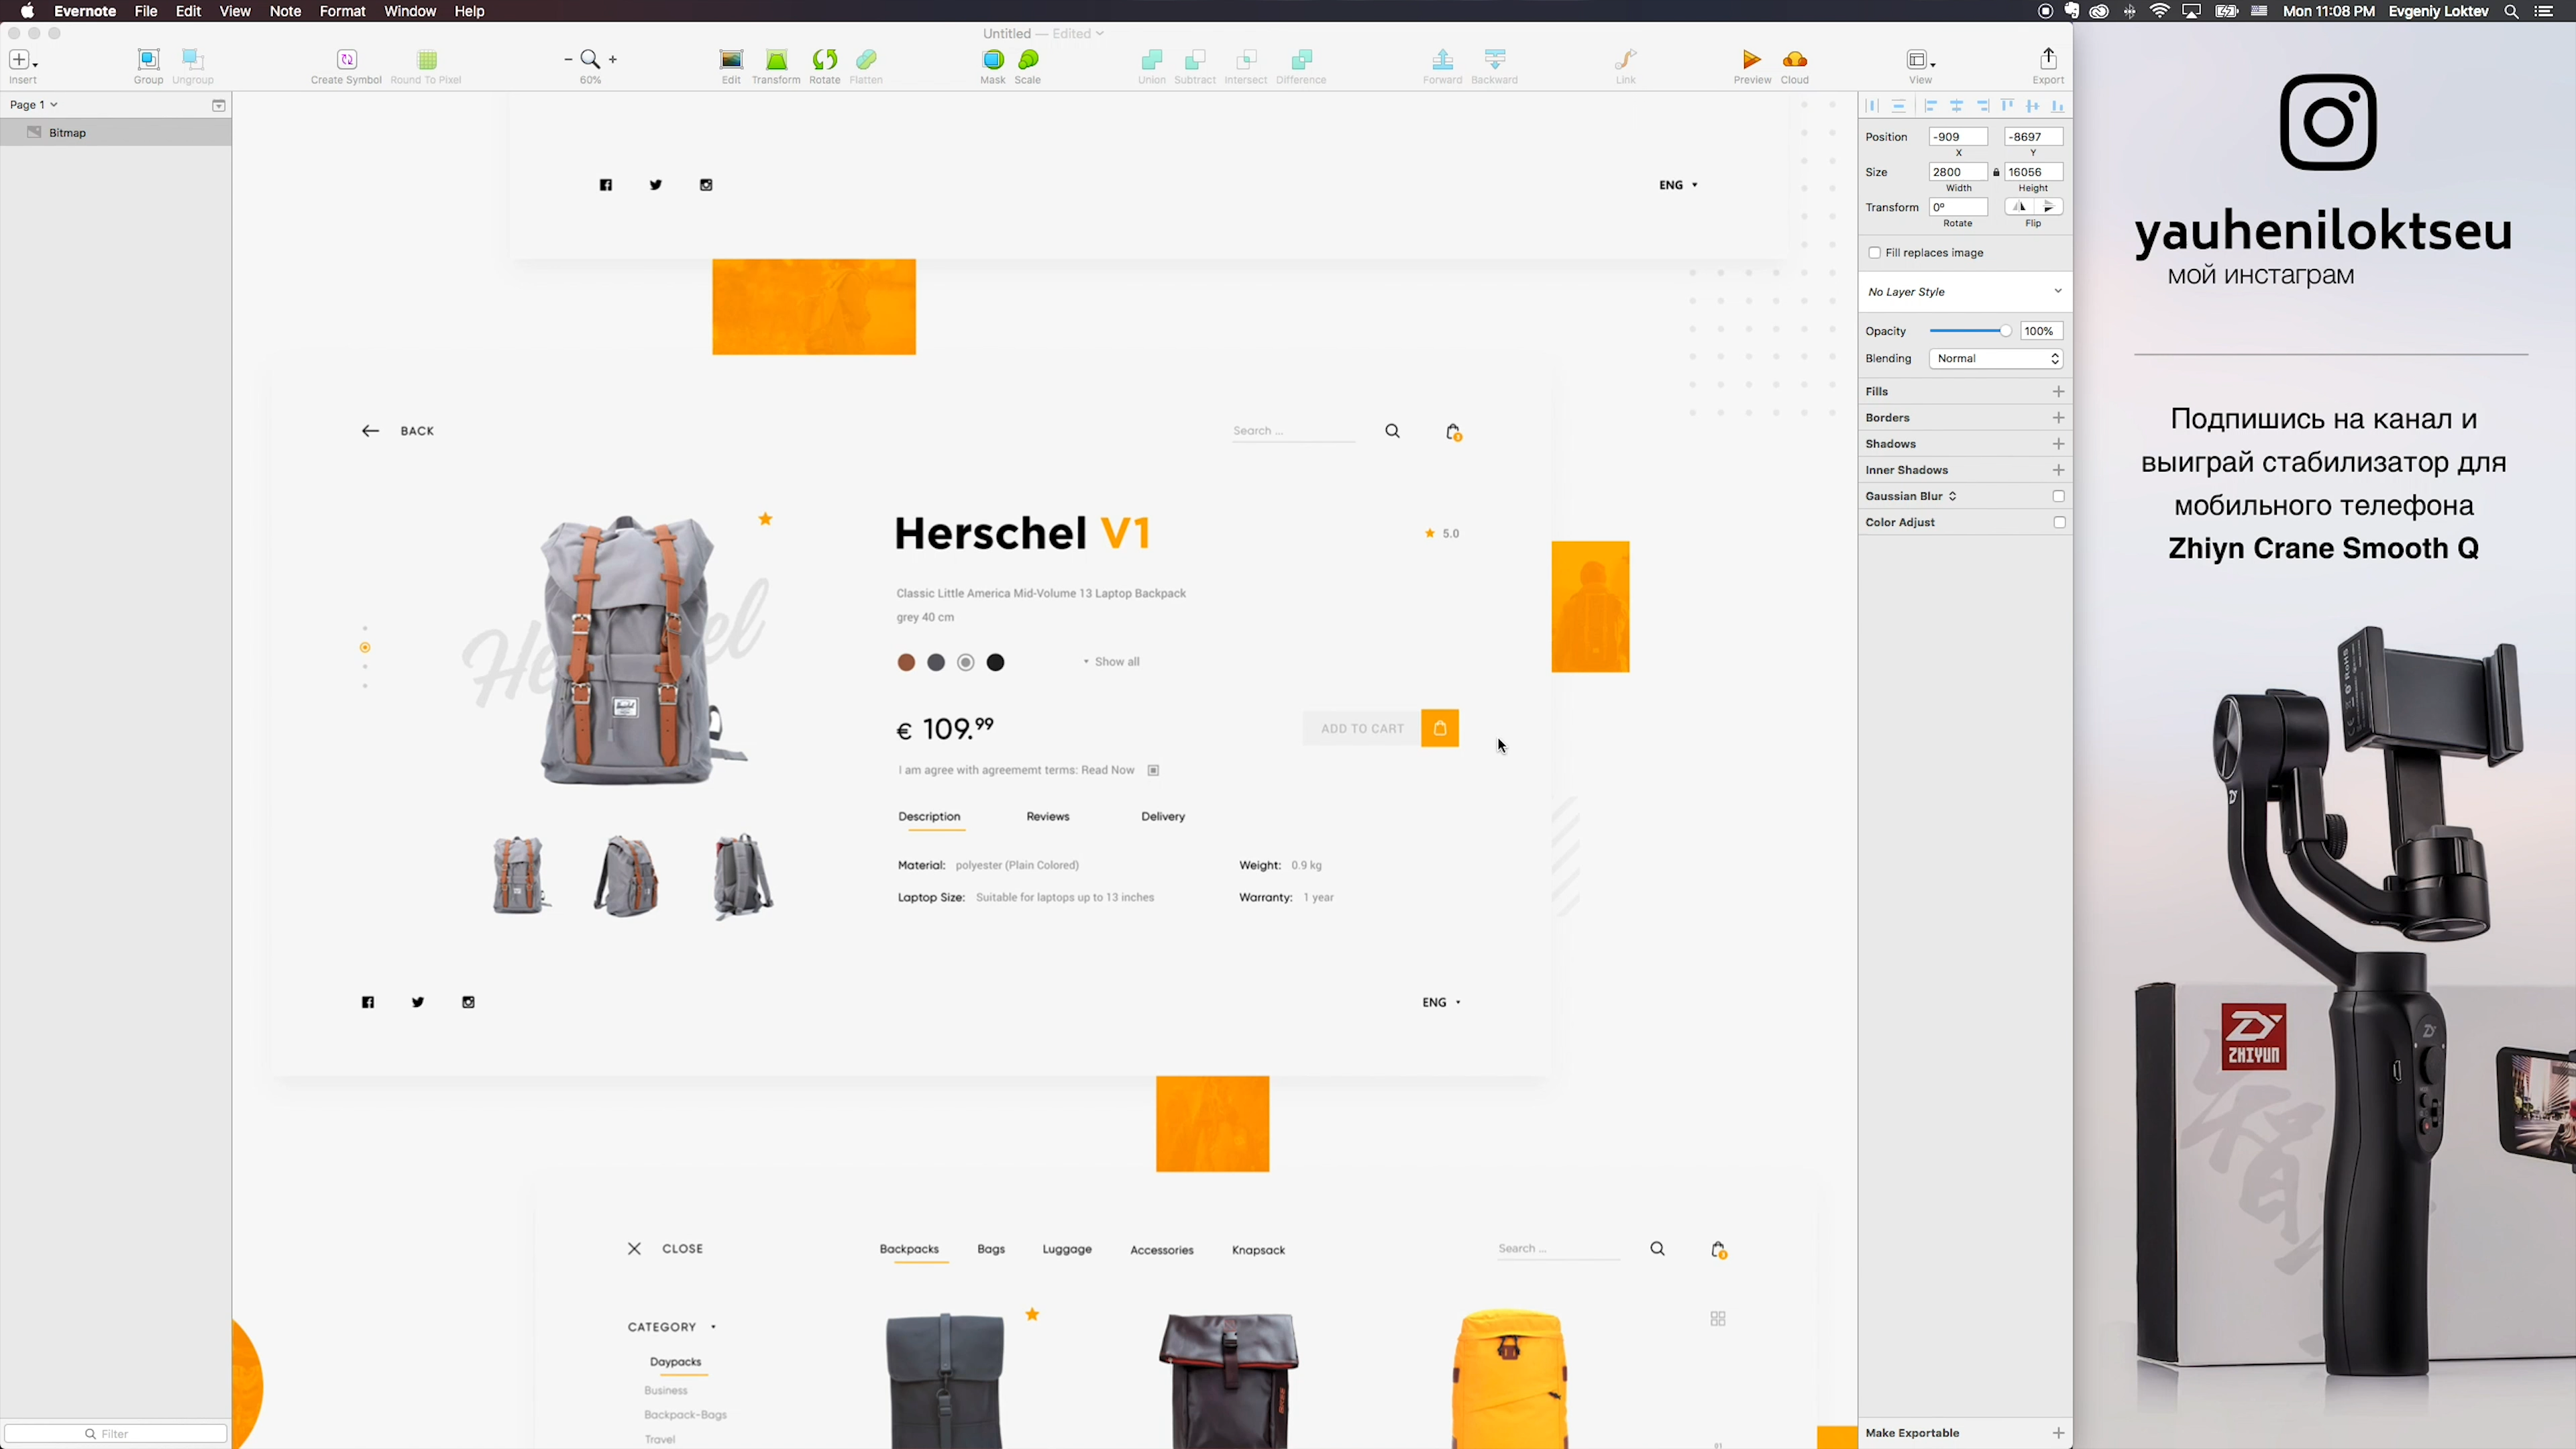 Evernote File Edit View Note Format Window Help
Mon 11:08 PM Evgeniy Loktev
Untitled — Edited
Insert Group Ungroup Create Symbol Round To Pixel 60% Edit Transform Rotate Flatten Mask Scale Union Subtract Intersect Difference Forward Backward Link Preview Cloud View Export
Page 1
Bitmap
Filter
ENG
BACK
Search ...
3
Herschel V1
5.0
Classic Little America Mid-Volume 13 Laptop Backpack
grey 40 cm
Show all
€ 109.99
ADD TO CART
I am agree with agreememt terms: Read Now
Description Reviews Delivery
Material: polyester (Plain Colored) Weight: 0.9 kg
Laptop Size: Suitable for laptops up to 13 inches Warranty: 1 year
ENG
CLOSE
Backpacks Bags Luggage Accessories Knapsack
Search ...
3
CATEGORY
Daypacks
Business
Backpack-Bags
Travel
Position -909 -8697
X Y
Size 2800 16056
Width Height
Transform 0º
Rotate Flip
Fill replaces image
No Layer Style
Opacity 100%
Blending Normal
Fills
Borders
Shadows
Inner Shadows
Gaussian Blur
Color Adjust
Make Exportable
yauheniloktseu
мой инстаграм
Подпишись на канал и
выиграй стабилизатор для
мобильного телефона
Zhiyn Crane Smooth Q
RoHS
ZHIYUN